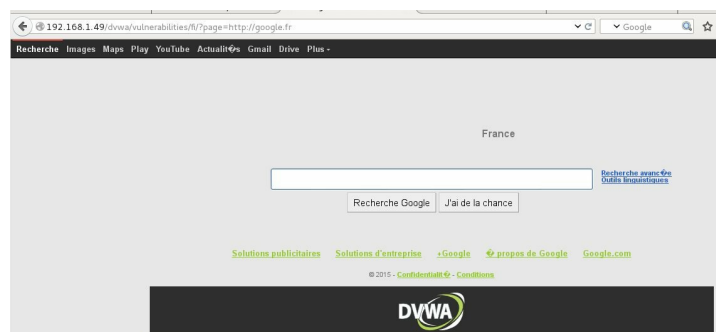 192.168.1.49/dvwa/vulnerabilities/fi/?page=http://google.fr
Google
Recherche Images Maps Play YouTube Actualit�s Gmail Drive Plus
France
Recherche avanc�e
Outils linguistiques
Recherche Google J'ai de la chance
Solutions publicitaires Solutions d'entreprise +Google � propos de Google Google.com
© 2015 - Confidentialit� - Conditions
DVWA